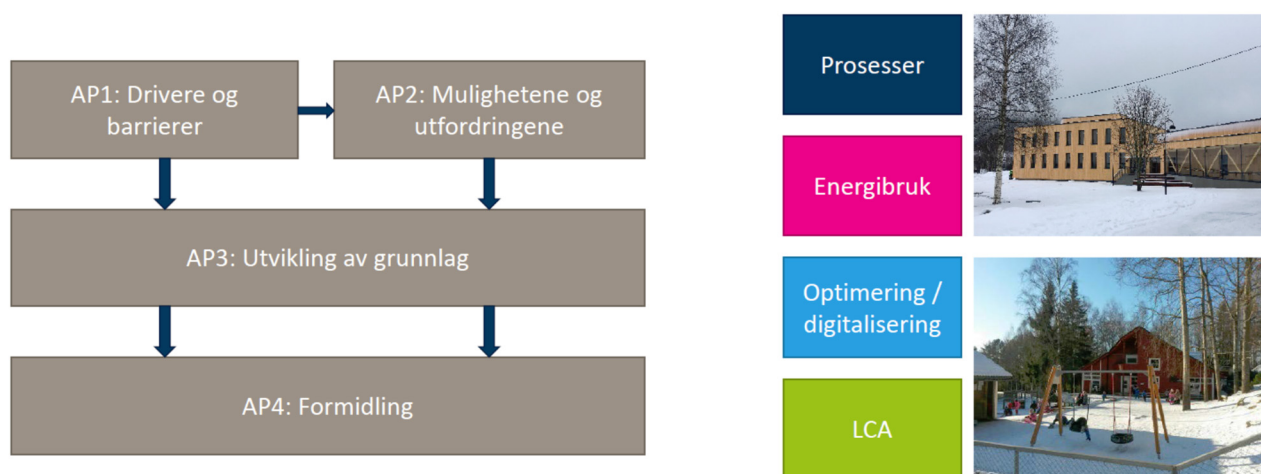 AP1: Drivere og
barrierer
AP2: Mulighetene og
utfordringene
AP3: Utvikling av grunnlag
AP4: Formidling
Prosesser
Energibruk
Optimering /
digitalisering
LCA